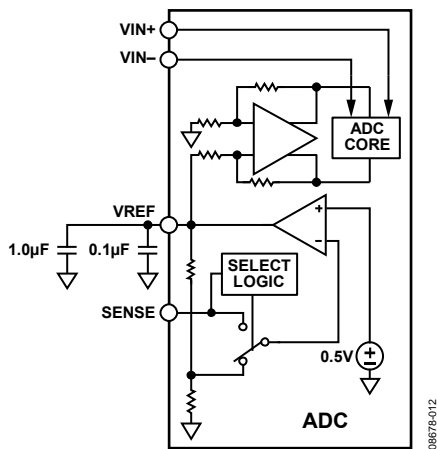 VIN+
VIN–
ADC
CORE
VREF
1.0µF
0.1µF
+
–
SELECT
LOGIC
SENSE
0.5V
+
–
ADC
08678-012